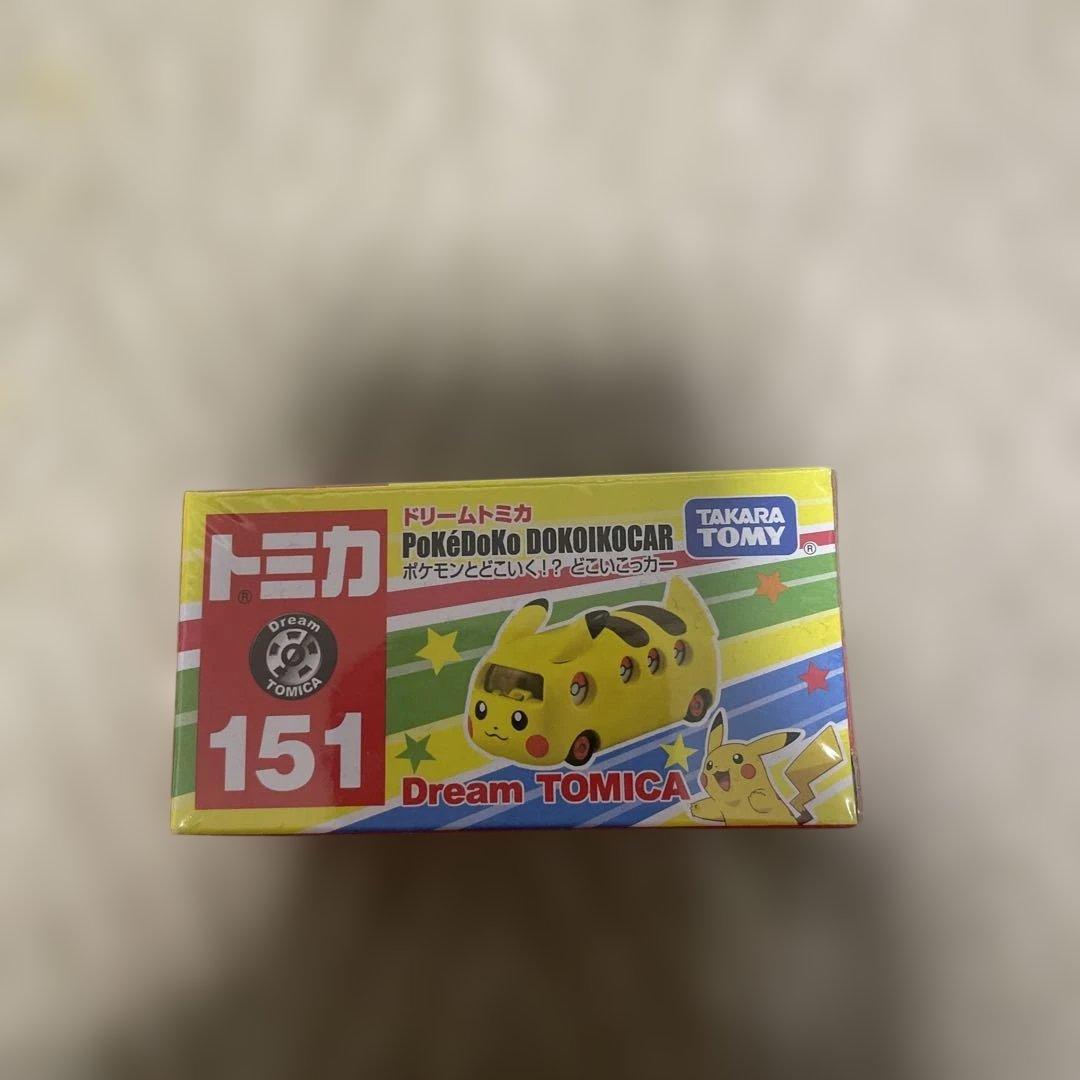 トミカ
®
Dream
TOMICA
151
ドリームトミカ
PoKéDoKo DOKOIKOCAR
ポケモンとどこいく!? どこいこっカー
TAKARA
TOMY
®
Dream TOMICA